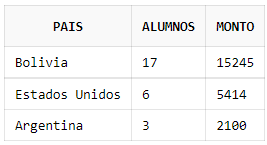 PAIS ALUMNOS MONTO
Bolivia 17 15245
Estados Unidos 6 5414
Argentina 3 2100